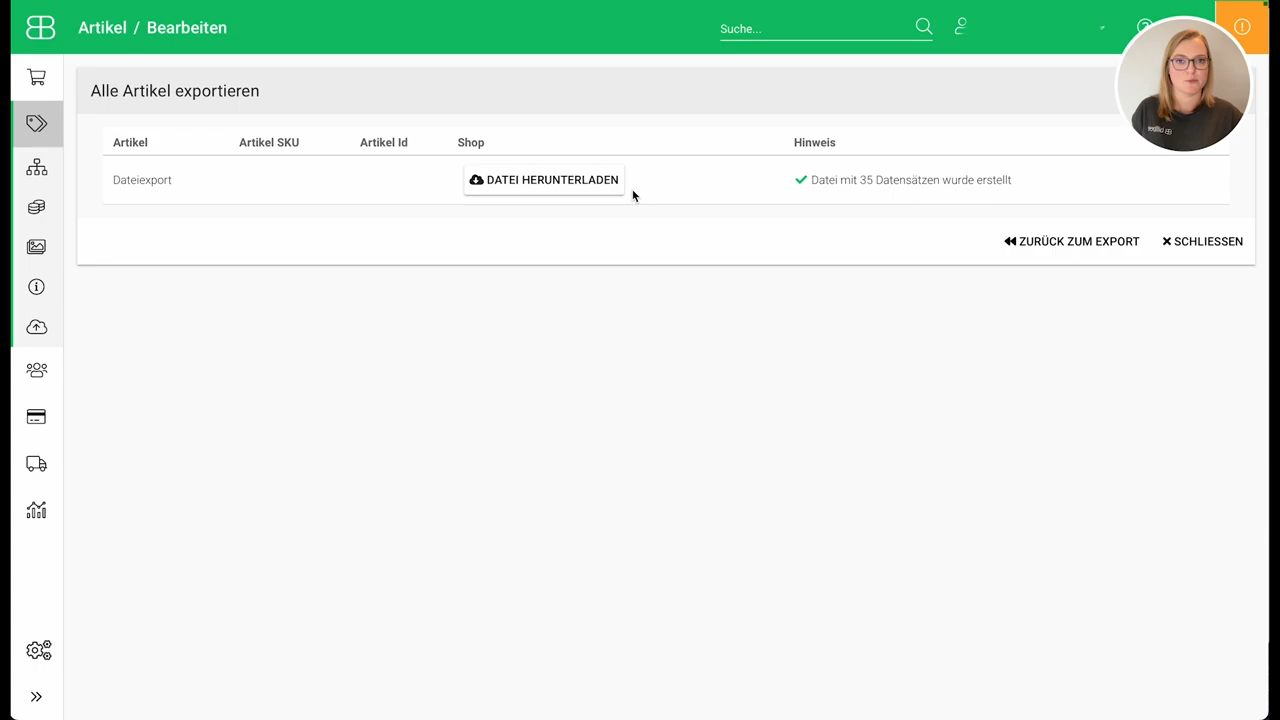 Artikel / Bearbeiten
Suche...
Alle Artikel exportieren
Artikel Artikel SKU Artikel Id Shop Hinweis
Dateiexport DATEI HERUNTERLADEN Datei mit 35 Datensätzen wurde erstellt
ZURÜCK ZUM EXPORT SCHLIESSEN